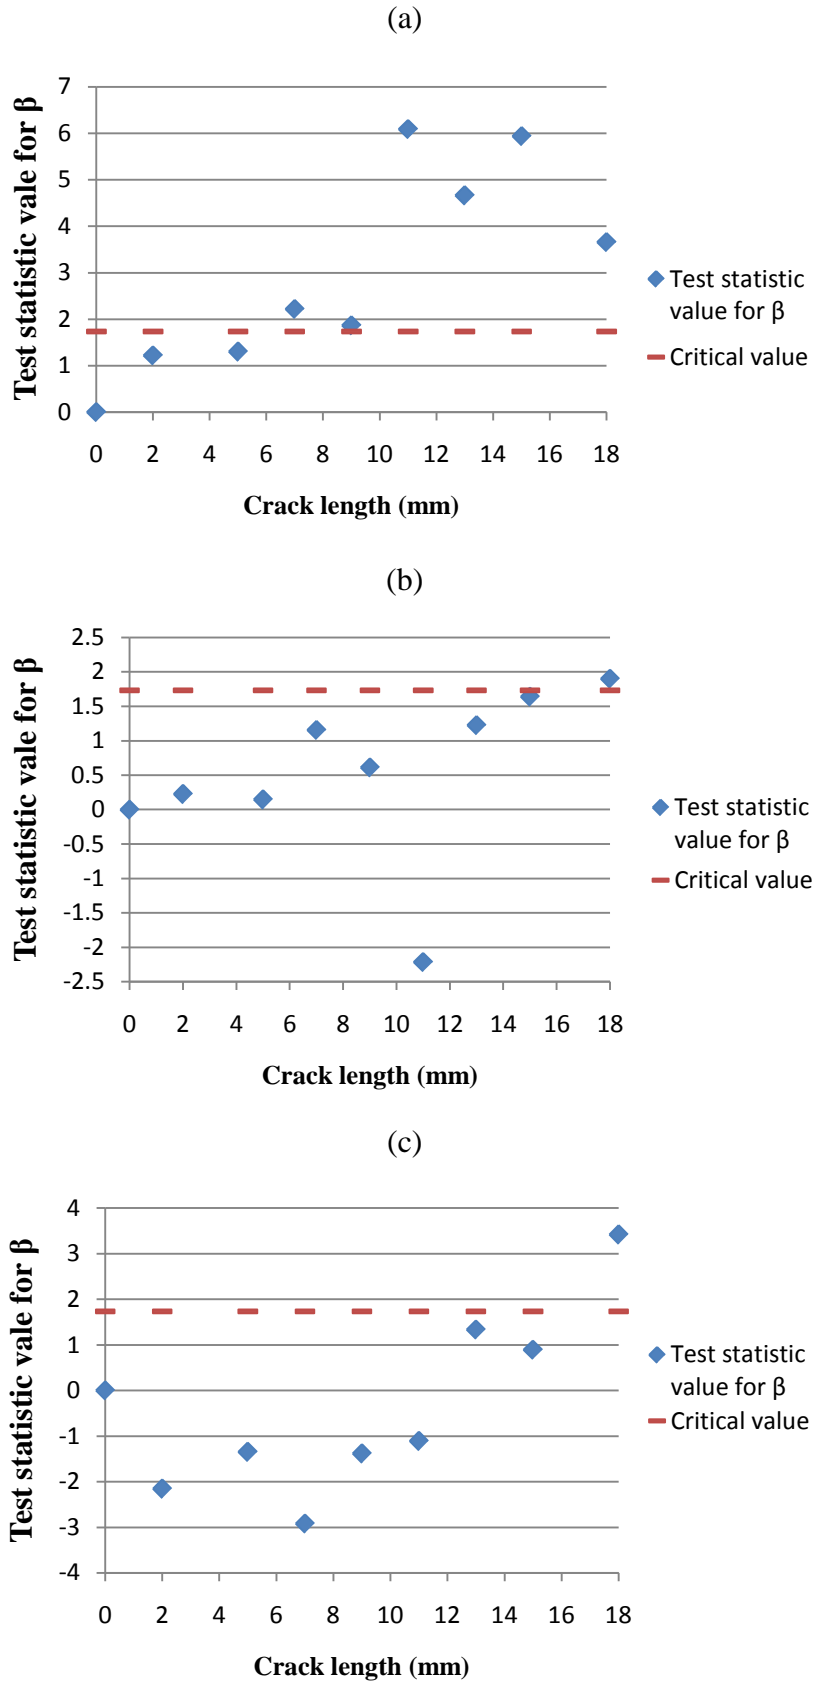 (a)
Test statistic vale for β
7
6
5
4
3
2
1
0
0 2 4 6 8 10 12 14 16 18
Crack length (mm)
Test statistic
value for β
Critical value
(b)
Test statistic vale for β
2.5
2
1.5
1
0.5
0
-0.5
-1
-1.5
-2
-2.5
0 2 4 6 8 10 12 14 16 18
Crack length (mm)
Test statistic
value for β
Critical value
(c)
Test statistic vale for β
4
3
2
1
0
-1
-2
-3
-4
0 2 4 6 8 10 12 14 16 18
Crack length (mm)
Test statistic
value for β
Critical value